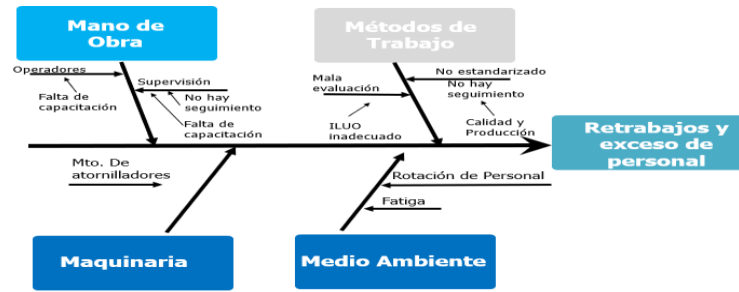 Mano de
Obra
Métodos de
Trabajo
Operadores
Falta de
capacitación
Supervisión
No hay
seguimiento
Falta de
capacitación
Mala
evaluación
ILUO
inadecuado
No estandarizado
No hay
seguimiento
Calidad y
Producción
Retrabajos y
exceso de
personal
Mto. De
atornilladores
Rotación de Personal
Fatiga
Maquinaria
Medio Ambiente